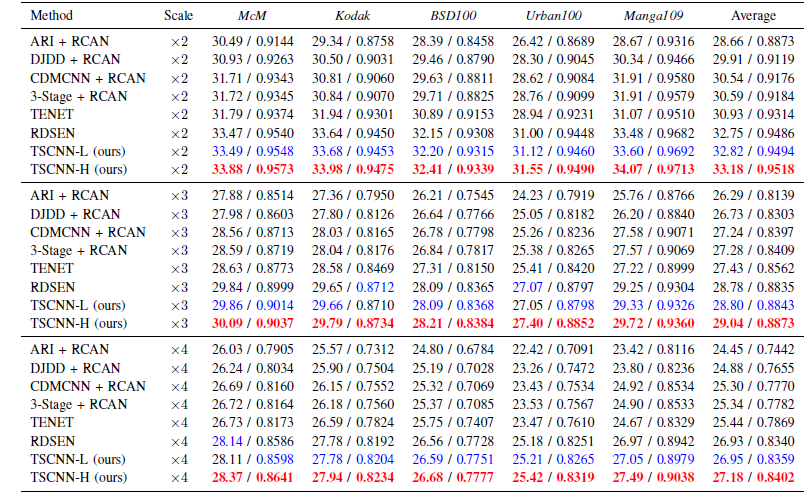 Method Scale McM Kodak BSD100 Urban100 Manga109 Average
ARI + RCAN ×2 30.49 / 0.9144 29.34 / 0.8758 28.39 / 0.8458 26.42 / 0.8689 28.67 / 0.9316 28.66 / 0.8873
DJDD + RCAN ×2 30.93 / 0.9263 30.50 / 0.9031 29.46 / 0.8790 28.30 / 0.9045 30.34 / 0.9466 29.91 / 0.9119
CDMCNN + RCAN ×2 31.71 / 0.9343 30.81 / 0.9060 29.63 / 0.8811 28.62 / 0.9084 31.91 / 0.9580 30.54 / 0.9176
3-Stage + RCAN ×2 31.72 / 0.9345 30.84 / 0.9070 29.71 / 0.8825 28.76 / 0.9099 31.91 / 0.9579 30.59 / 0.9184
TENET ×2 31.79 / 0.9374 31.94 / 0.9301 30.89 / 0.9153 28.94 / 0.9231 31.07 / 0.9510 30.93 / 0.9314
RDSEN ×2 33.47 / 0.9540 33.64 / 0.9450 32.15 / 0.9308 31.00 / 0.9448 33.48 / 0.9682 32.75 / 0.9486
TSCNN-L (ours) ×2 33.49 / 0.9548 33.68 / 0.9453 32.20 / 0.9315 31.12 / 0.9460 33.60 / 0.9692 32.82 / 0.9494
TSCNN-H (ours) ×2 33.88 / 0.9573 33.98 / 0.9475 32.41 / 0.9339 31.55 / 0.9490 34.07 / 0.9713 33.18 / 0.9518
ARI + RCAN ×3 27.88 / 0.8514 27.36 / 0.7950 26.21 / 0.7545 24.23 / 0.7919 25.76 / 0.8766 26.29 / 0.8139
DJDD + RCAN ×3 27.98 / 0.8603 27.80 / 0.8126 26.64 / 0.7766 25.05 / 0.8182 26.20 / 0.8840 26.73 / 0.8303
CDMCNN + RCAN ×3 28.56 / 0.8713 28.03 / 0.8165 26.78 / 0.7798 25.26 / 0.8236 27.58 / 0.9071 27.24 / 0.8397
3-Stage + RCAN ×3 28.59 / 0.8719 28.04 / 0.8176 26.84 / 0.7817 25.38 / 0.8265 27.57 / 0.9069 27.28 / 0.8409
TENET ×3 28.63 / 0.8773 28.58 / 0.8469 27.31 / 0.8150 25.41 / 0.8420 27.22 / 0.8999 27.43 / 0.8562
RDSEN ×3 29.84 / 0.8999 29.65 / 0.8712 28.09 / 0.8365 27.07 / 0.8797 29.25 / 0.9304 28.78 / 0.8835
TSCNN-L (ours) ×3 29.86 / 0.9014 29.66 / 0.8710 28.09 / 0.8368 27.05 / 0.8798 29.33 / 0.9326 28.80 / 0.8843
TSCNN-H (ours) ×3 30.09 / 0.9037 29.79 / 0.8734 28.21 / 0.8384 27.40 / 0.8852 29.72 / 0.9360 29.04 / 0.8873
ARI + RCAN ×4 26.03 / 0.7905 25.57 / 0.7312 24.80 / 0.6784 22.42 / 0.7091 23.42 / 0.8116 24.45 / 0.7442
DJDD + RCAN ×4 26.24 / 0.8034 25.90 / 0.7504 25.19 / 0.7028 23.26 / 0.7472 23.80 / 0.8236 24.88 / 0.7655
CDMCNN + RCAN ×4 26.69 / 0.8160 26.15 / 0.7552 25.32 / 0.7069 23.43 / 0.7534 24.92 / 0.8534 25.30 / 0.7770
3-Stage + RCAN ×4 26.72 / 0.8164 26.18 / 0.7560 25.37 / 0.7085 23.53 / 0.7567 24.90 / 0.8533 25.34 / 0.7782
TENET ×4 26.73 / 0.8173 26.59 / 0.7824 25.75 / 0.7407 23.47 / 0.7610 24.67 / 0.8329 25.44 / 0.7869
RDSEN ×4 28.14 / 0.8586 27.78 / 0.8192 26.56 / 0.7728 25.18 / 0.8251 26.97 / 0.8942 26.93 / 0.8340
TSCNN-L (ours) ×4 28.11 / 0.8598 27.78 / 0.8204 26.59 / 0.7751 25.21 / 0.8265 27.05 / 0.8979 26.95 / 0.8359
TSCNN-H (ours) ×4 28.37 / 0.8641 27.94 / 0.8234 26.68 / 0.7777 25.42 / 0.8319 27.49 / 0.9038 27.18 / 0.8402